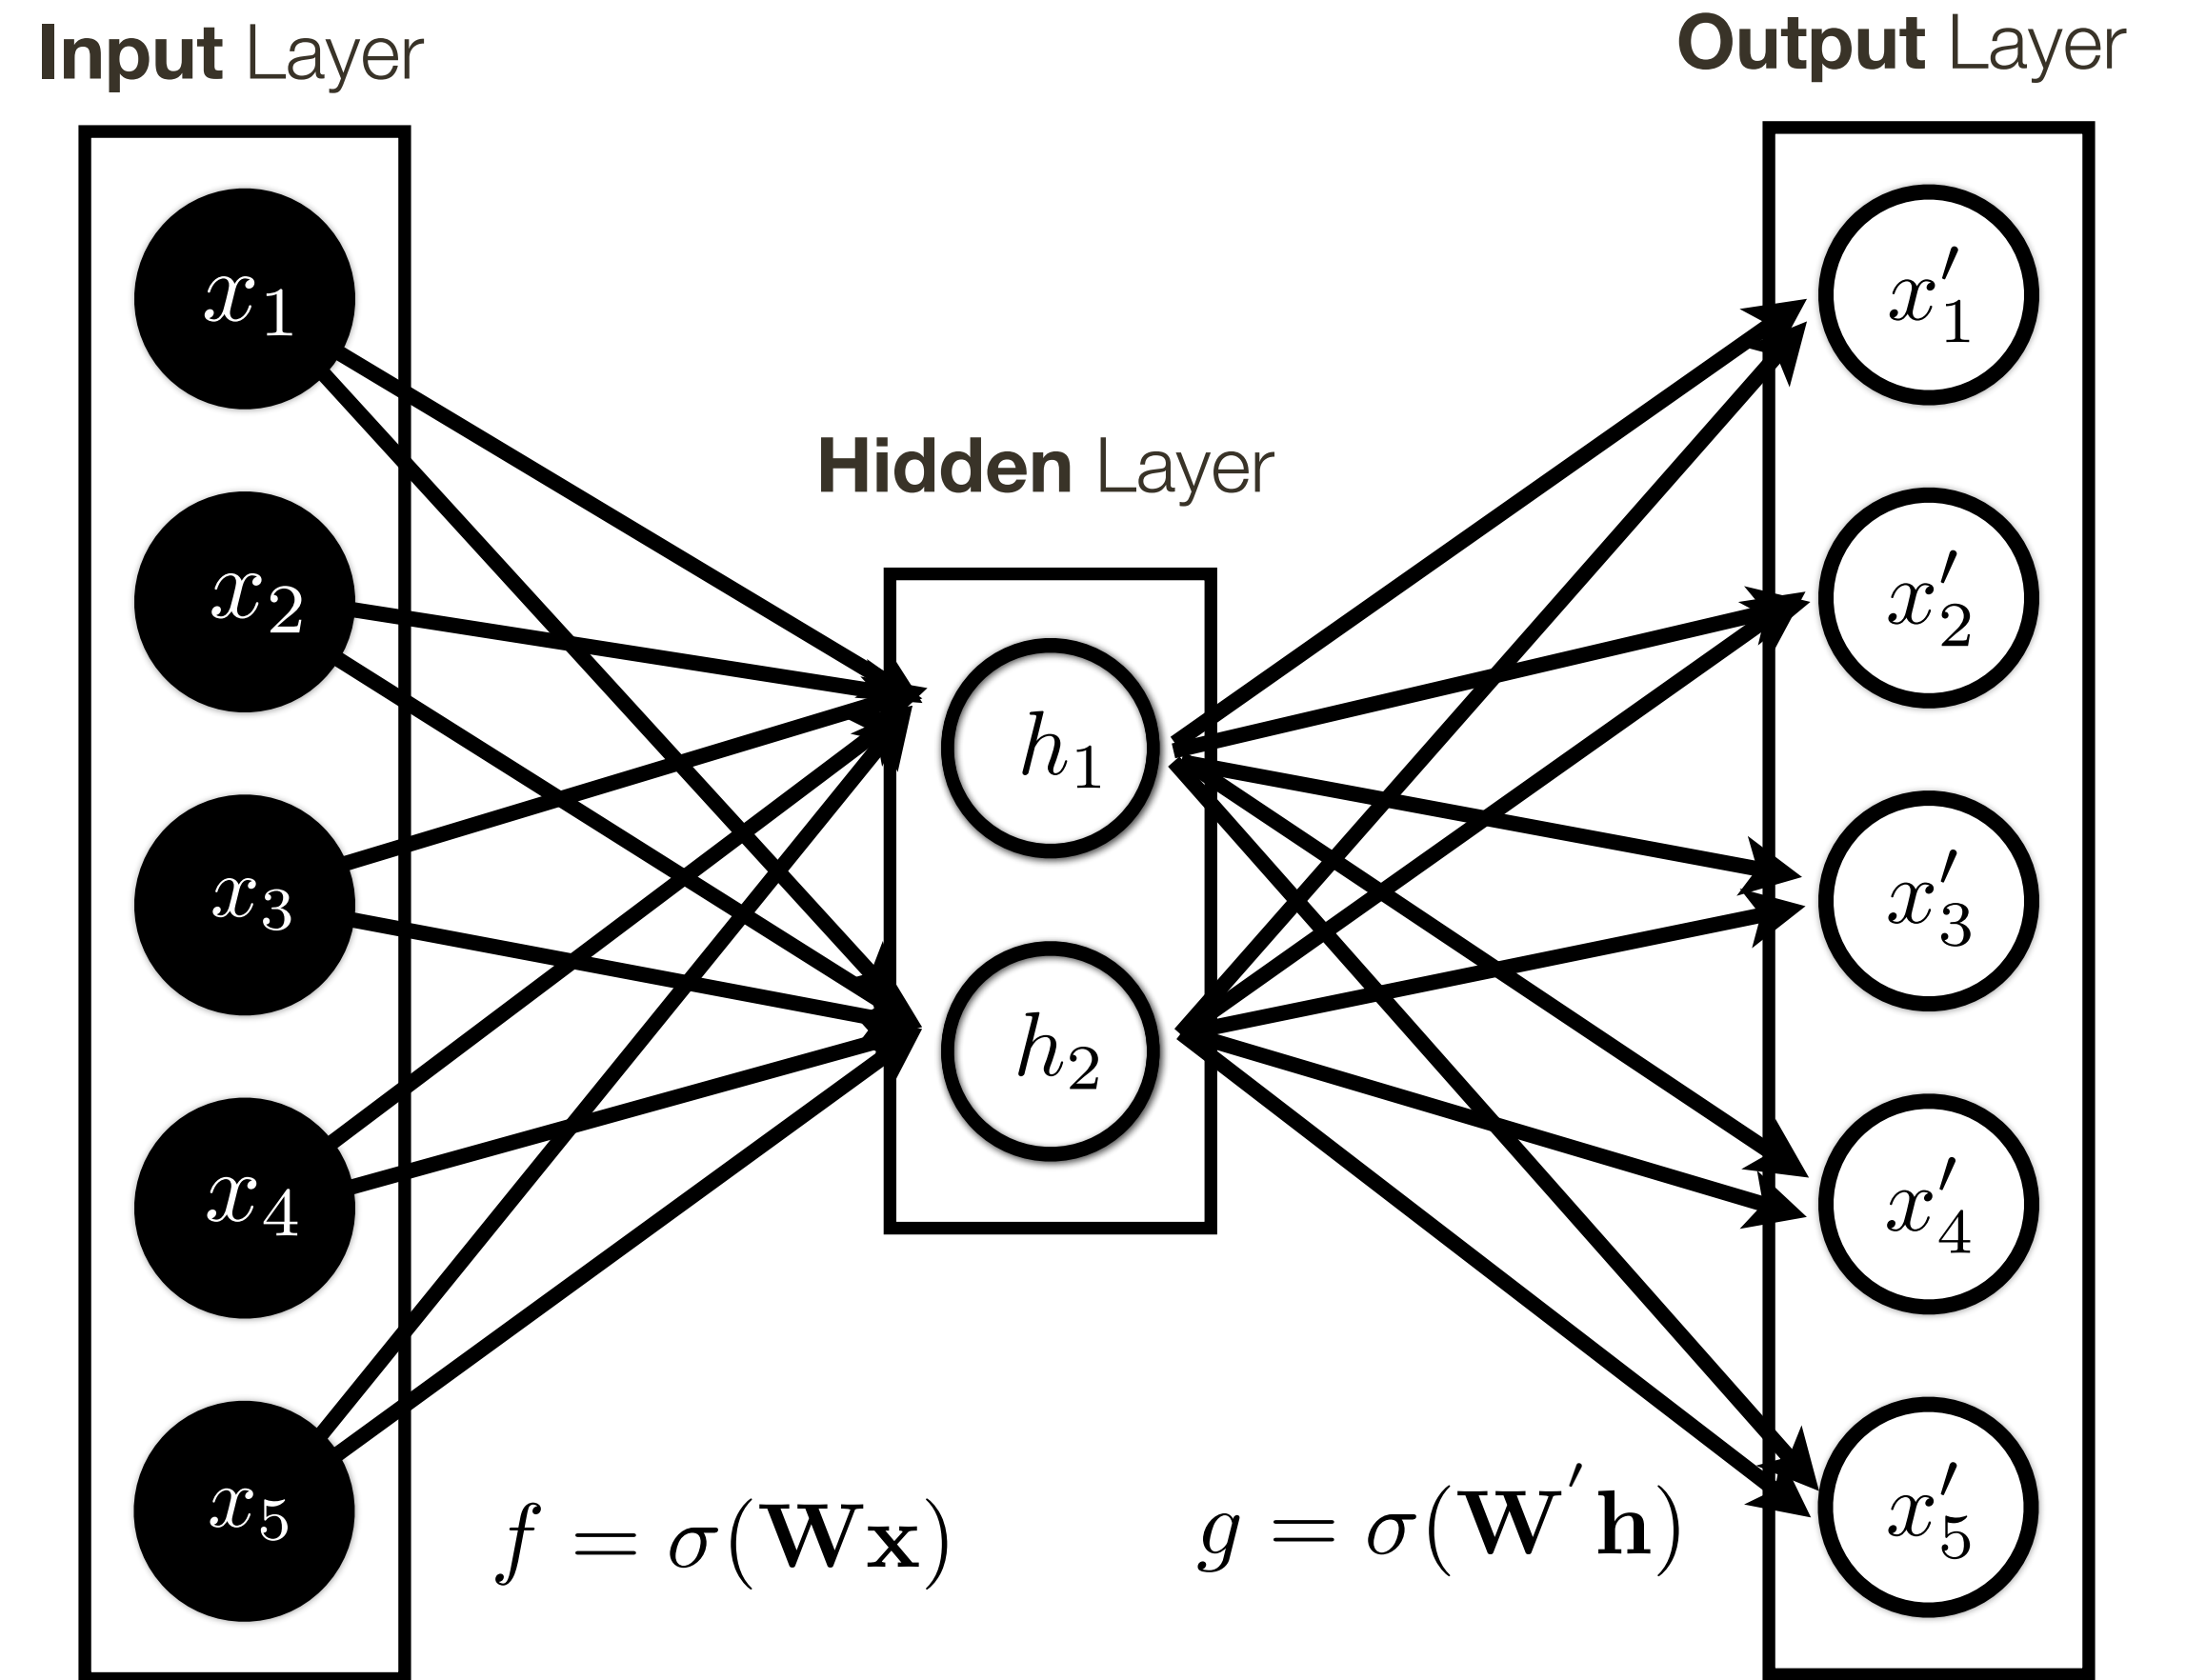 Input Layer
Output Layer
Hidden Layer
x₁
x₂
x₃
x₄
x₅
h₁
h₂
x′₁
x′₂
x′₃
x′₄
x′₅
f = σ(Wx)
g = σ(W′h)